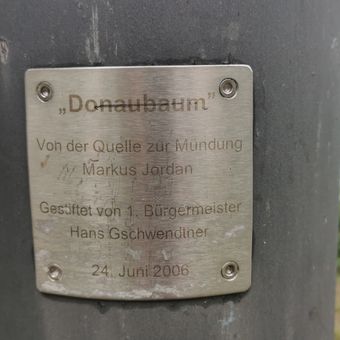 „Donaubaum”
Von der Quelle zur Mündung
Markus Jordan
Gestiftet von 1. Bürgermeister
Hans Gschwendtner
24. Juni 2006